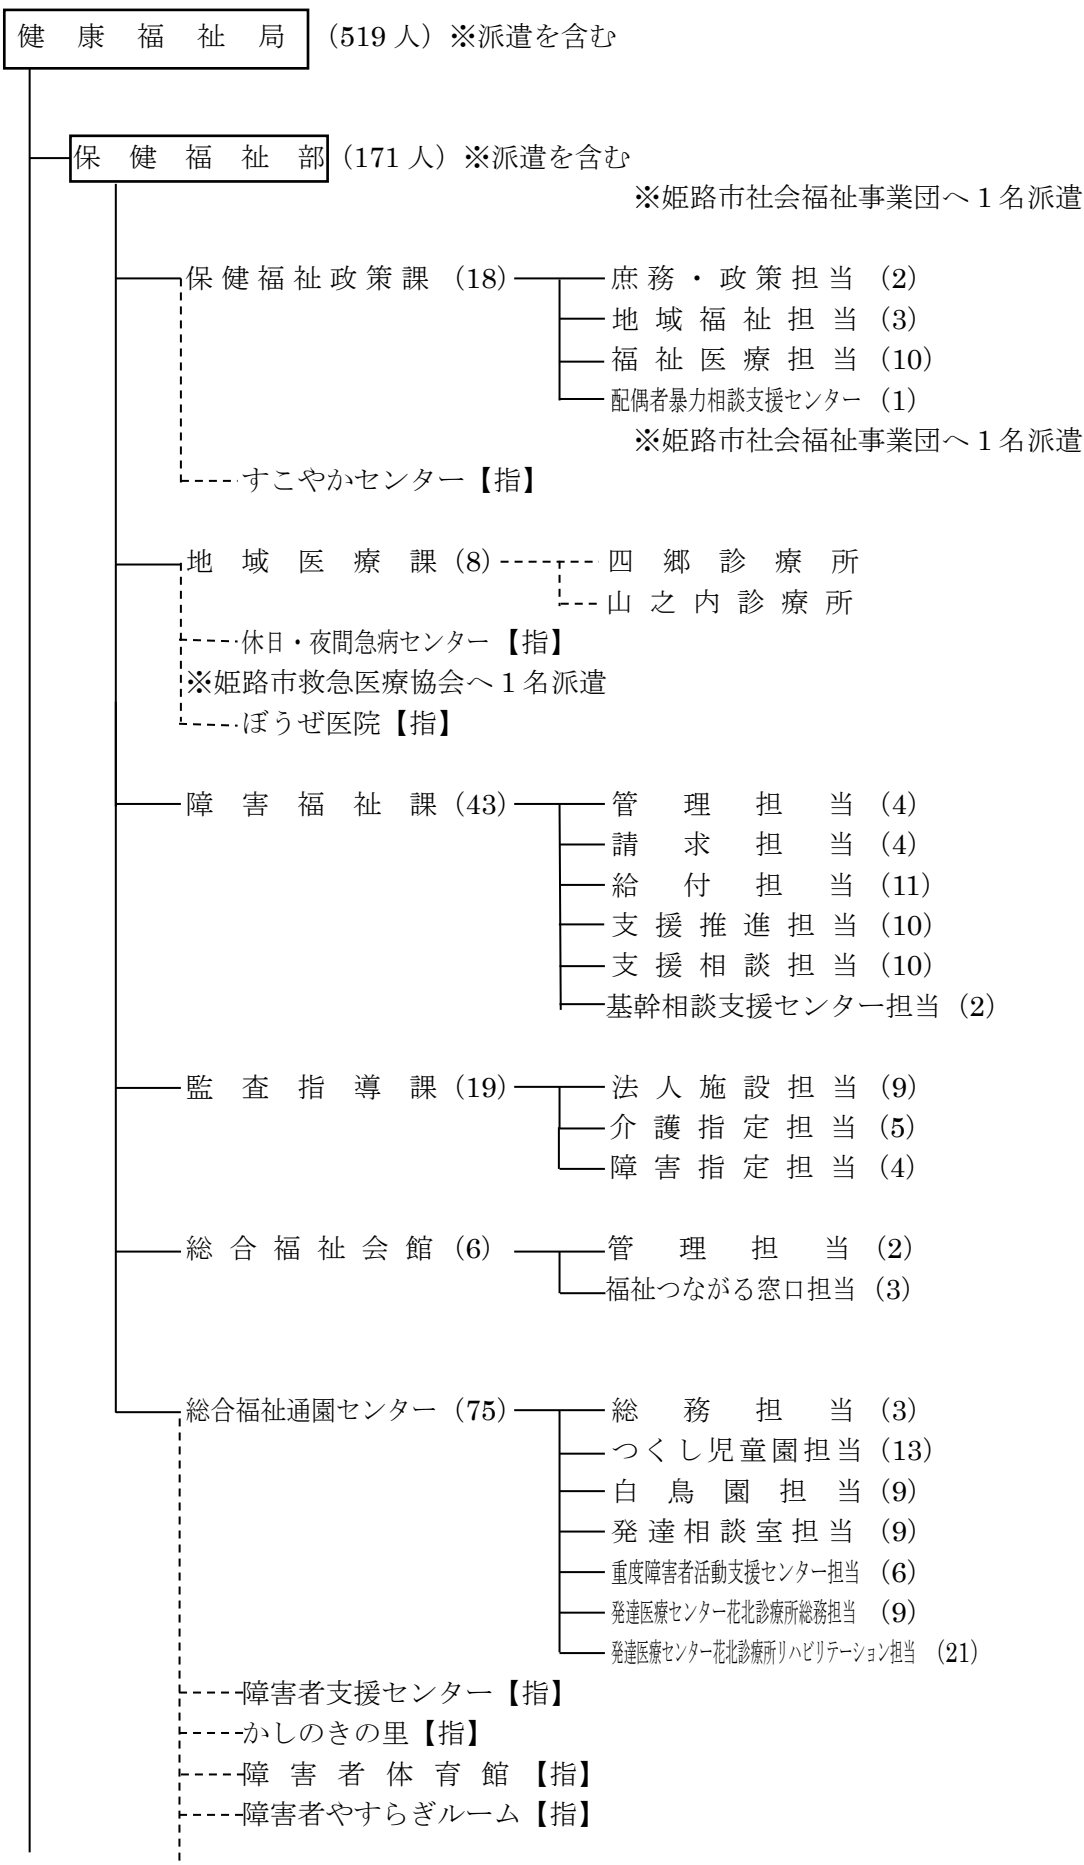 健康福祉局（519人）※派遣を含む
保健福祉部（171人）※派遣を含む
※姫路市社会福祉事業団へ1名派遣
保健福祉政策課（18） 庶務・政策担当（2）
地域福祉担当（3）
福祉医療担当（10）
配偶者暴力相談支援センター（1）
※姫路市社会福祉事業団へ1名派遣
すこやかセンター【指】
地域医療課（8） 四郷診療所
山之内診療所
休日・夜間急病センター【指】
※姫路市救急医療協会へ1名派遣
ぼうぜ医院【指】
障害福祉課（43） 管理担当（4）
請求担当（4）
給付担当（11）
支援推進担当（10）
支援相談担当（10）
基幹相談支援センター担当（2）
監査指導課（19） 法人施設担当（9）
介護指定担当（5）
障害指定担当（4）
総合福祉会館（6） 管理担当（2）
福祉つながる窓口担当（3）
総合福祉通園センター（75） 総務担当（3）
つくし児童園担当（13）
白鳥園担当（9）
発達相談室担当（9）
重度障害者活動支援センター担当（6）
発達医療センター花北診療所総務担当（9）
発達医療センター花北診療所リハビリテーション担当（21）
障害者支援センター【指】
かしのきの里【指】
障害者体育館【指】
障害者やすらぎルーム【指】